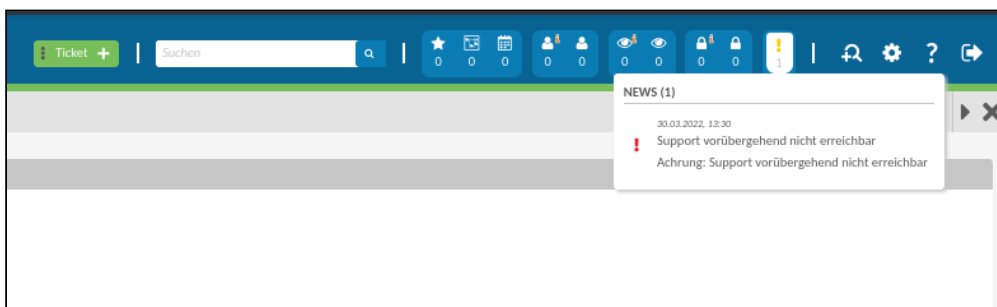 Ticket +
Suchen
0 0 0 0 0 0 0 0 0 1
?
NEWS (1)
30.03.2022, 13:30
Support vorübergehend nicht erreichbar
Achrung: Support vorübergehend nicht erreichbar